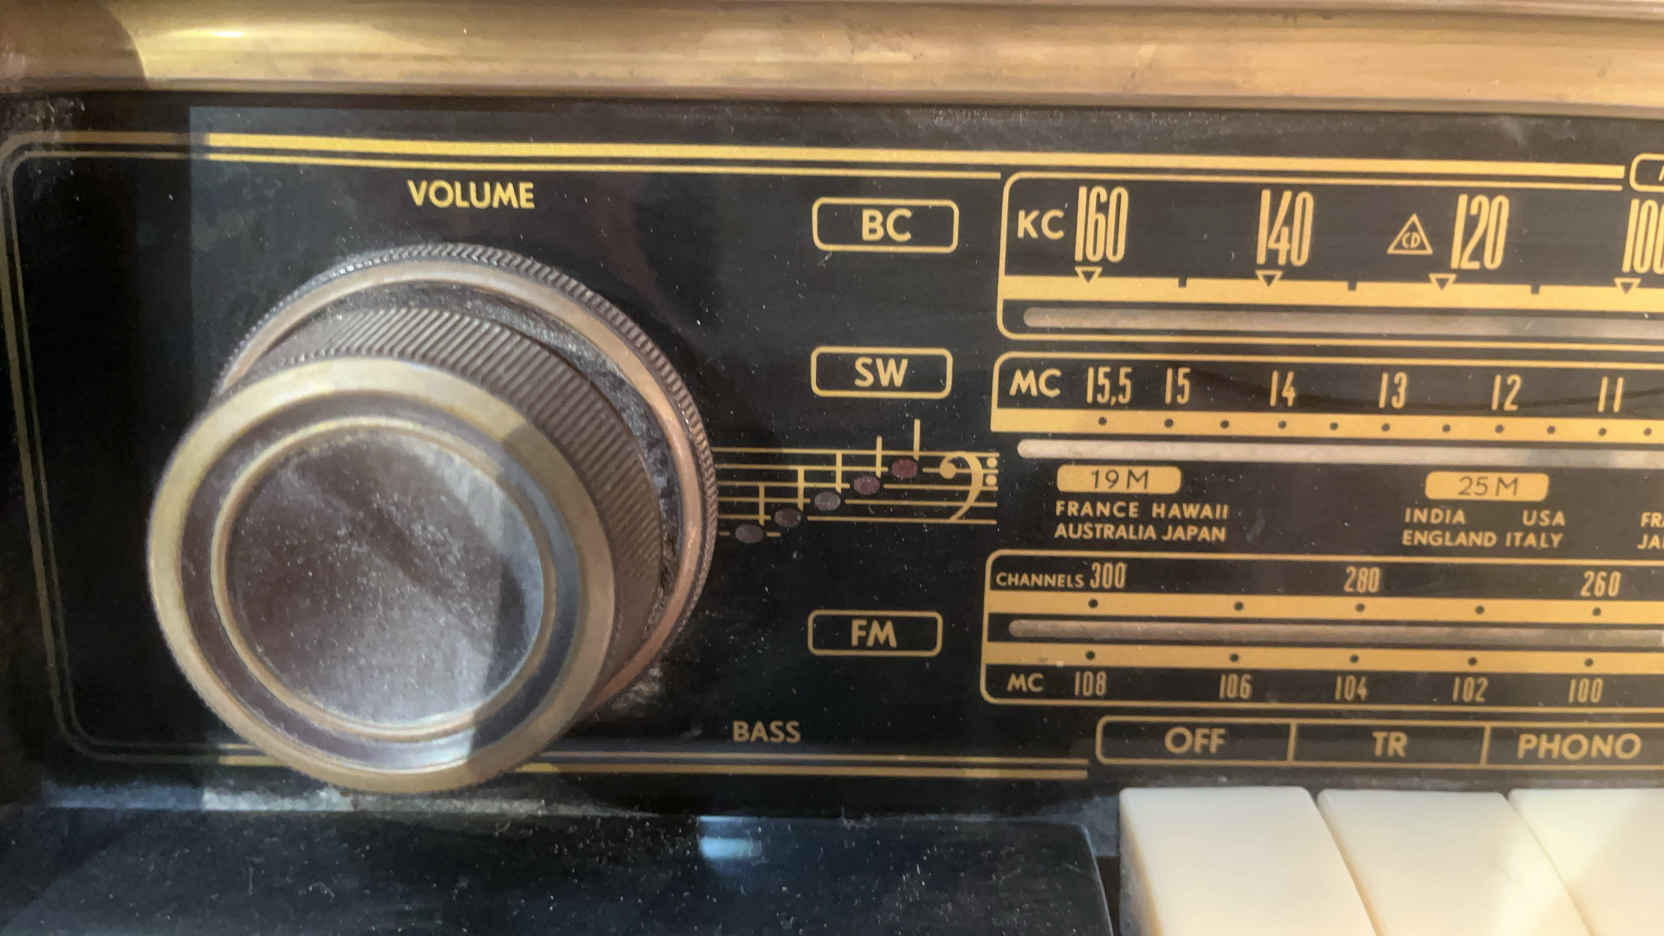 VOLUME
BC
KC 160 140 CD 120 100
SW
MC 15,5 15 14 13 12 11
19 M 25 M
FRANCE HAWAII INDIA USA
AUSTRALIA JAPAN ENGLAND ITALY
CHANNELS 300 280 260
FM
MC 108 106 104 102 100
BASS
OFF TR PHONO